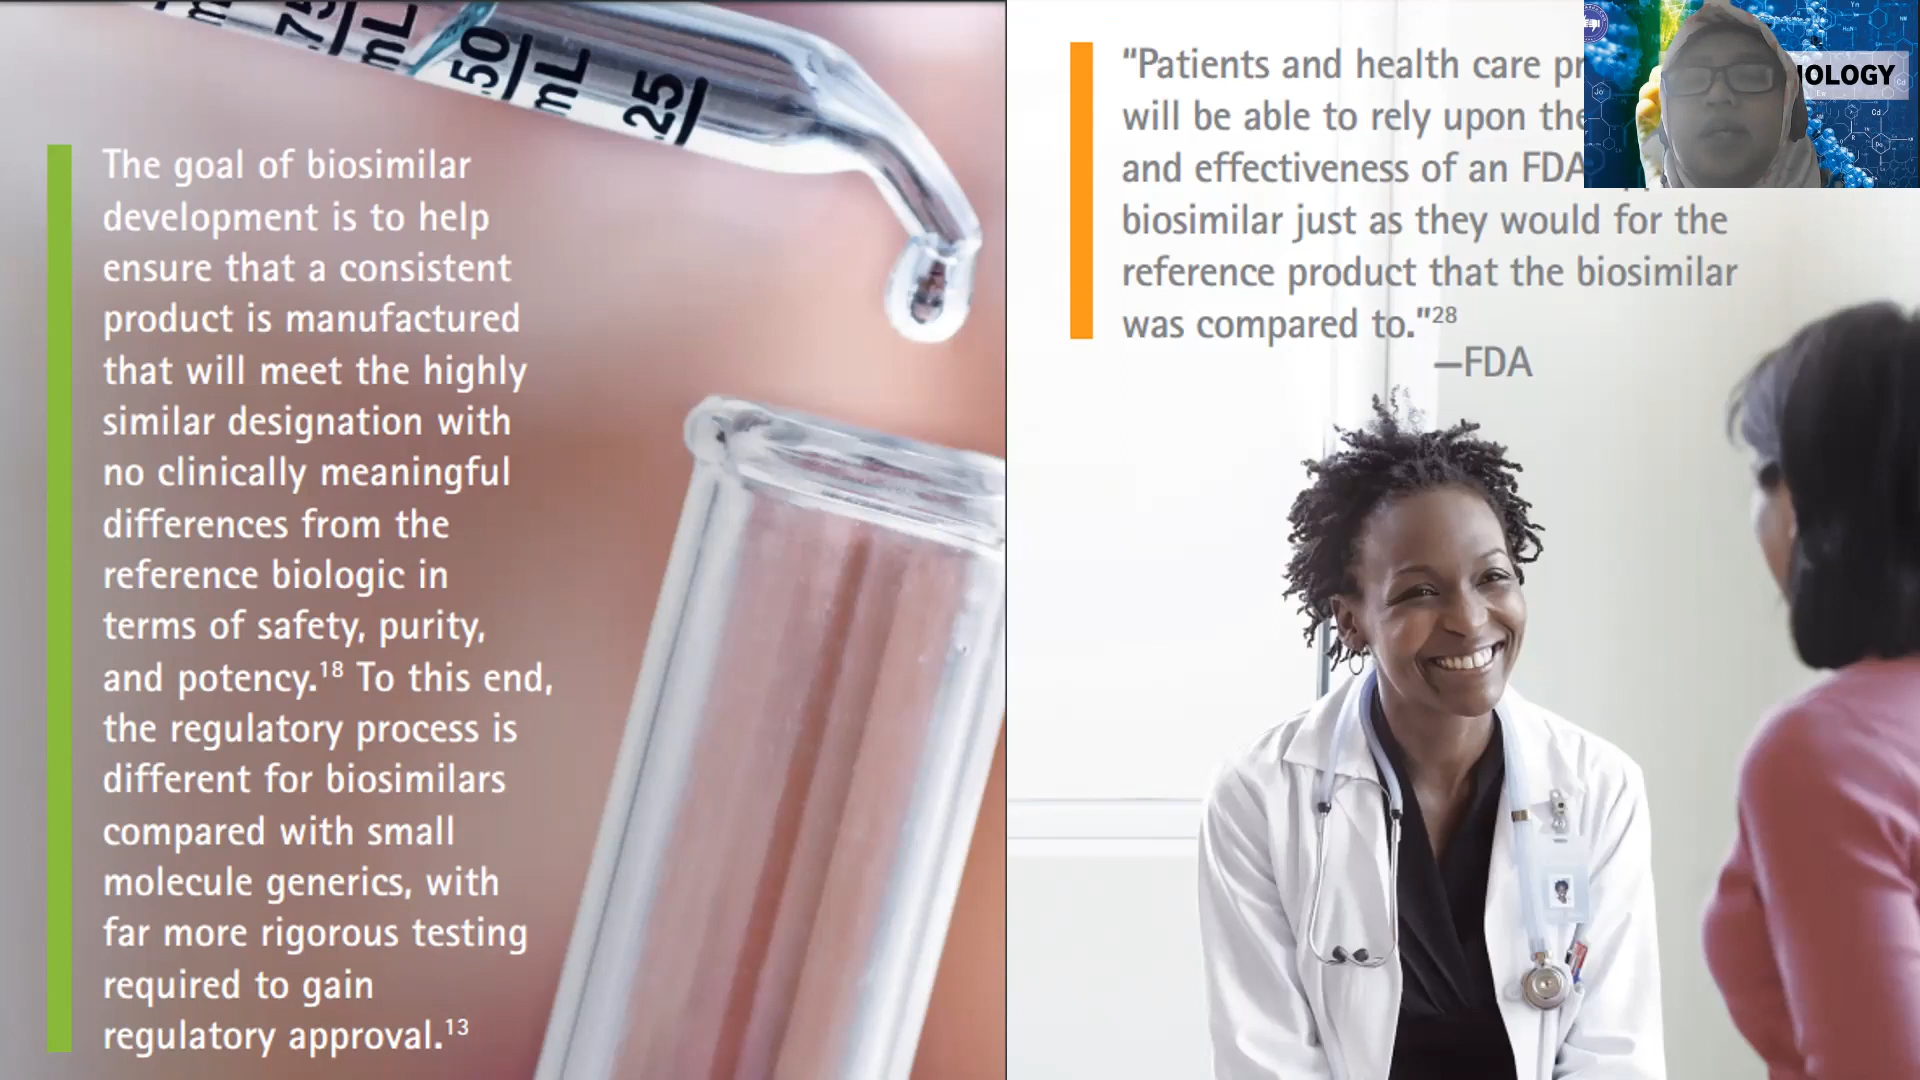 .75 mL
.50 mL
.25
The goal of biosimilar
development is to help
ensure that a consistent
product is manufactured
that will meet the highly
similar designation with
no clinically meaningful
differences from the
reference biologic in
terms of safety, purity,
and potency.18 To this end,
the regulatory process is
different for biosimilars
compared with small
molecule generics, with
far more rigorous testing
required to gain
regulatory approval.13
“Patients and health care
will be able to rely upon
and effectiveness of an FDA
biosimilar just as they would for the
reference product that the biosimilar
was compared to.”28
—FDA